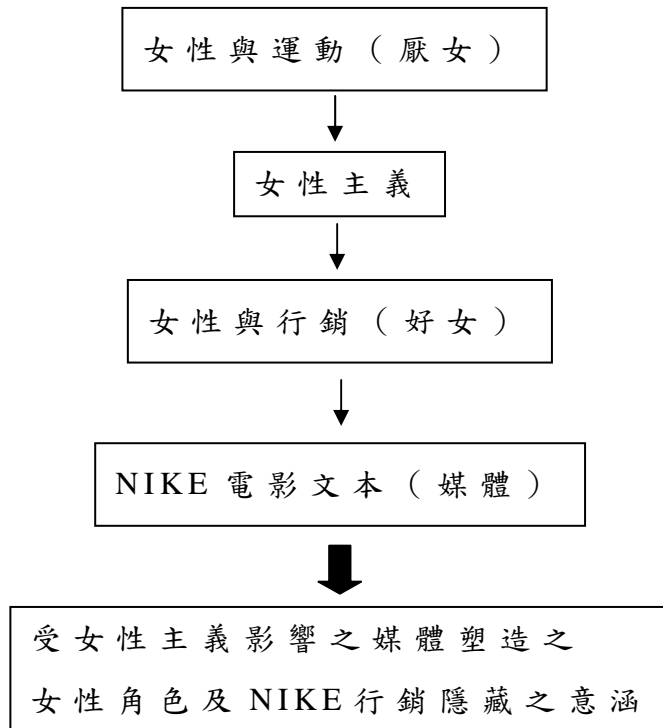 女性與運動（厭女）
女性主義
女性與行銷（好女）
NIKE電影文本（媒體）
受女性主義影響之媒體塑造之
女性角色及NIKE行銷隱藏之意涵